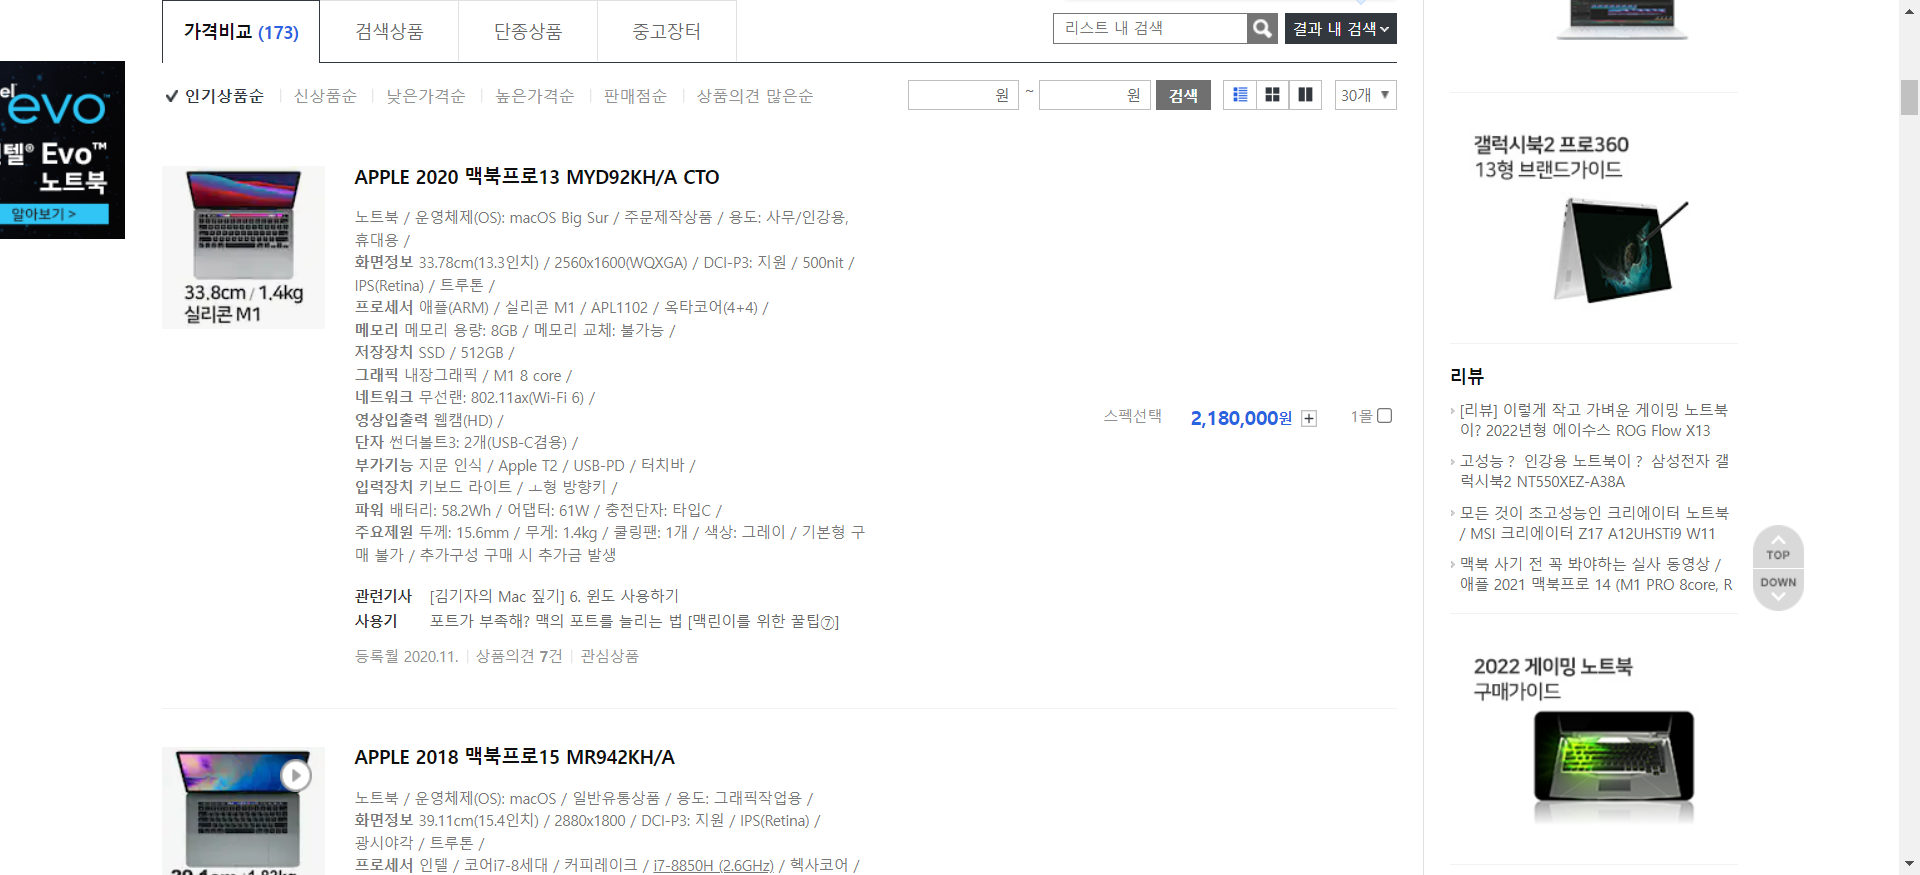 가격비교 (173)
검색상품
단종상품
중고장터
리스트 내 검색
결과 내 검색
인기상품순
신상품순
낮은가격순
높은가격순
판매점순
상품의견 많은순
원 ~ 원
검색
30개 ▼
evo
Evo™
노트북
알아보기 >
33.8cm / 1.4kg
실리콘 M1
APPLE 2020 맥북프로13 MYD92KH/A CTO
노트북 / 운영체제(OS): macOS Big Sur / 주문제작상품 / 용도: 사무/인강용,
휴대용 /
화면정보 33.78cm(13.3인치) / 2560x1600(WQXGA) / DCI-P3: 지원 / 500nit /
IPS(Retina) / 트루톤 /
프로세서 애플(ARM) / 실리콘 M1 / APL1102 / 옥타코어(4+4) /
메모리 메모리 용량: 8GB / 메모리 교체: 불가능 /
저장장치 SSD / 512GB /
그래픽 내장그래픽 / M1 8 core /
네트워크 무선랜: 802.11ax(Wi-Fi 6) /
영상입출력 웹캠(HD) /
단자 썬더볼트3: 2개(USB-C겸용) /
부가기능 지문 인식 / Apple T2 / USB-PD / 터치바 /
입력장치 키보드 라이트 / ㅗ형 방향키 /
파워 배터리: 58.2Wh / 어댑터: 61W / 충전단자: 타입C /
주요제원 두께: 15.6mm / 무게: 1.4kg / 쿨링팬: 1개 / 색상: 그레이 / 기본형 구
매 불가 / 추가구성 구매 시 추가금 발생
스펙선택
2,180,000원
1몰
관련기사 [김기자의 Mac 짚기] 6. 윈도 사용하기
사용기 포트가 부족해? 맥의 포트를 늘리는 법 [맥린이를 위한 꿀팁⑦]
등록월 2020.11.
상품의견 7건
관심상품
APPLE 2018 맥북프로15 MR942KH/A
노트북 / 운영체제(OS): macOS / 일반유통상품 / 용도: 그래픽작업용 /
화면정보 39.11cm(15.4인치) / 2880x1800 / DCI-P3: 지원 / IPS(Retina) /
광시야각 / 트루톤 /
프로세서 인텔 / 코어i7-8세대 / 커피레이크 / i7-8850H (2.6GHz) / 헥사코어 /
갤럭시북2 프로360
13형 브랜드가이드
리뷰
[리뷰] 이렇게 작고 가벼운 게이밍 노트북
이? 2022년형 에이수스 ROG Flow X13
고성능 ? 인강용 노트북이 ? 삼성전자 갤
럭시북2 NT550XEZ-A38A
모든 것이 초고성능인 크리에이터 노트북
/ MSI 크리에이터 Z17 A12UHSTi9 W11
맥북 사기 전 꼭 봐야하는 실사 동영상 /
애플 2021 맥북프로 14 (M1 PRO 8core, R
TOP
DOWN
2022 게이밍 노트북
구매가이드